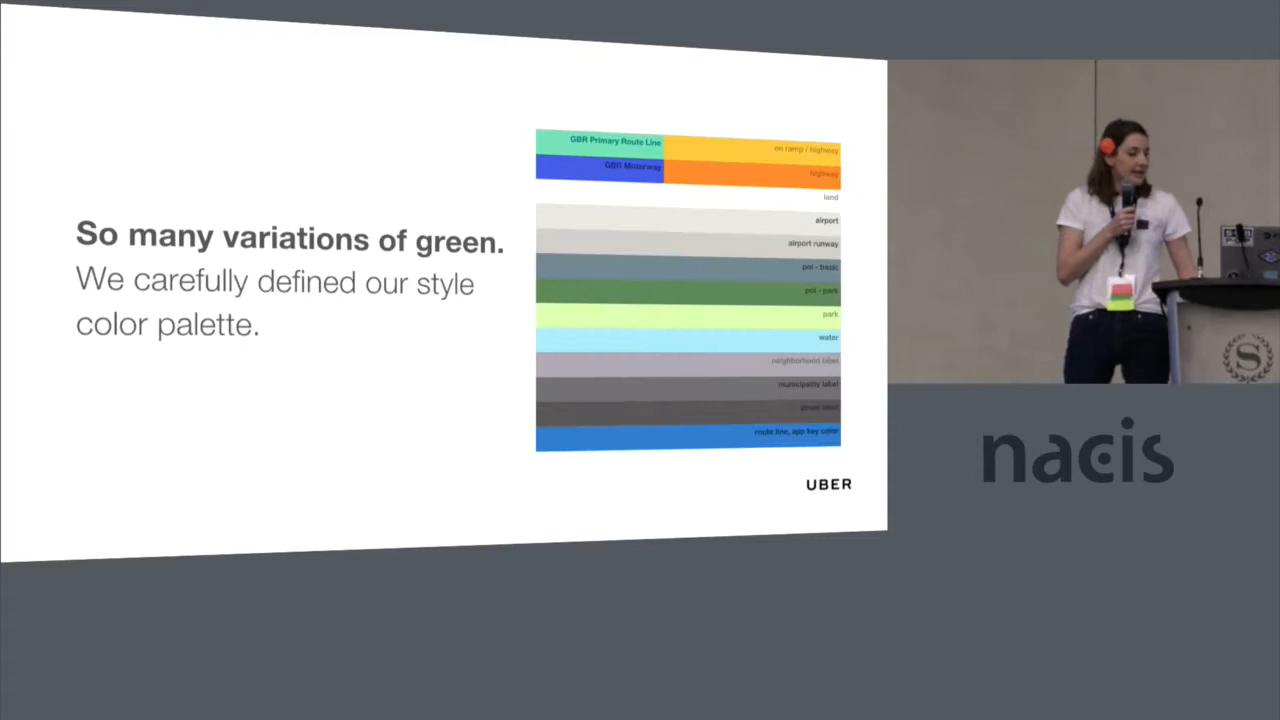 So many variations of green.
We carefully defined our style
color palette.
GBR Primary Route Line
on ramp / highway
GBR Motorway
highway
land
airport
airport runway
poi - basic
poi - park
park
water
neighborhood label
municipality label
street label
route line, app key color
UBER
S
nacis